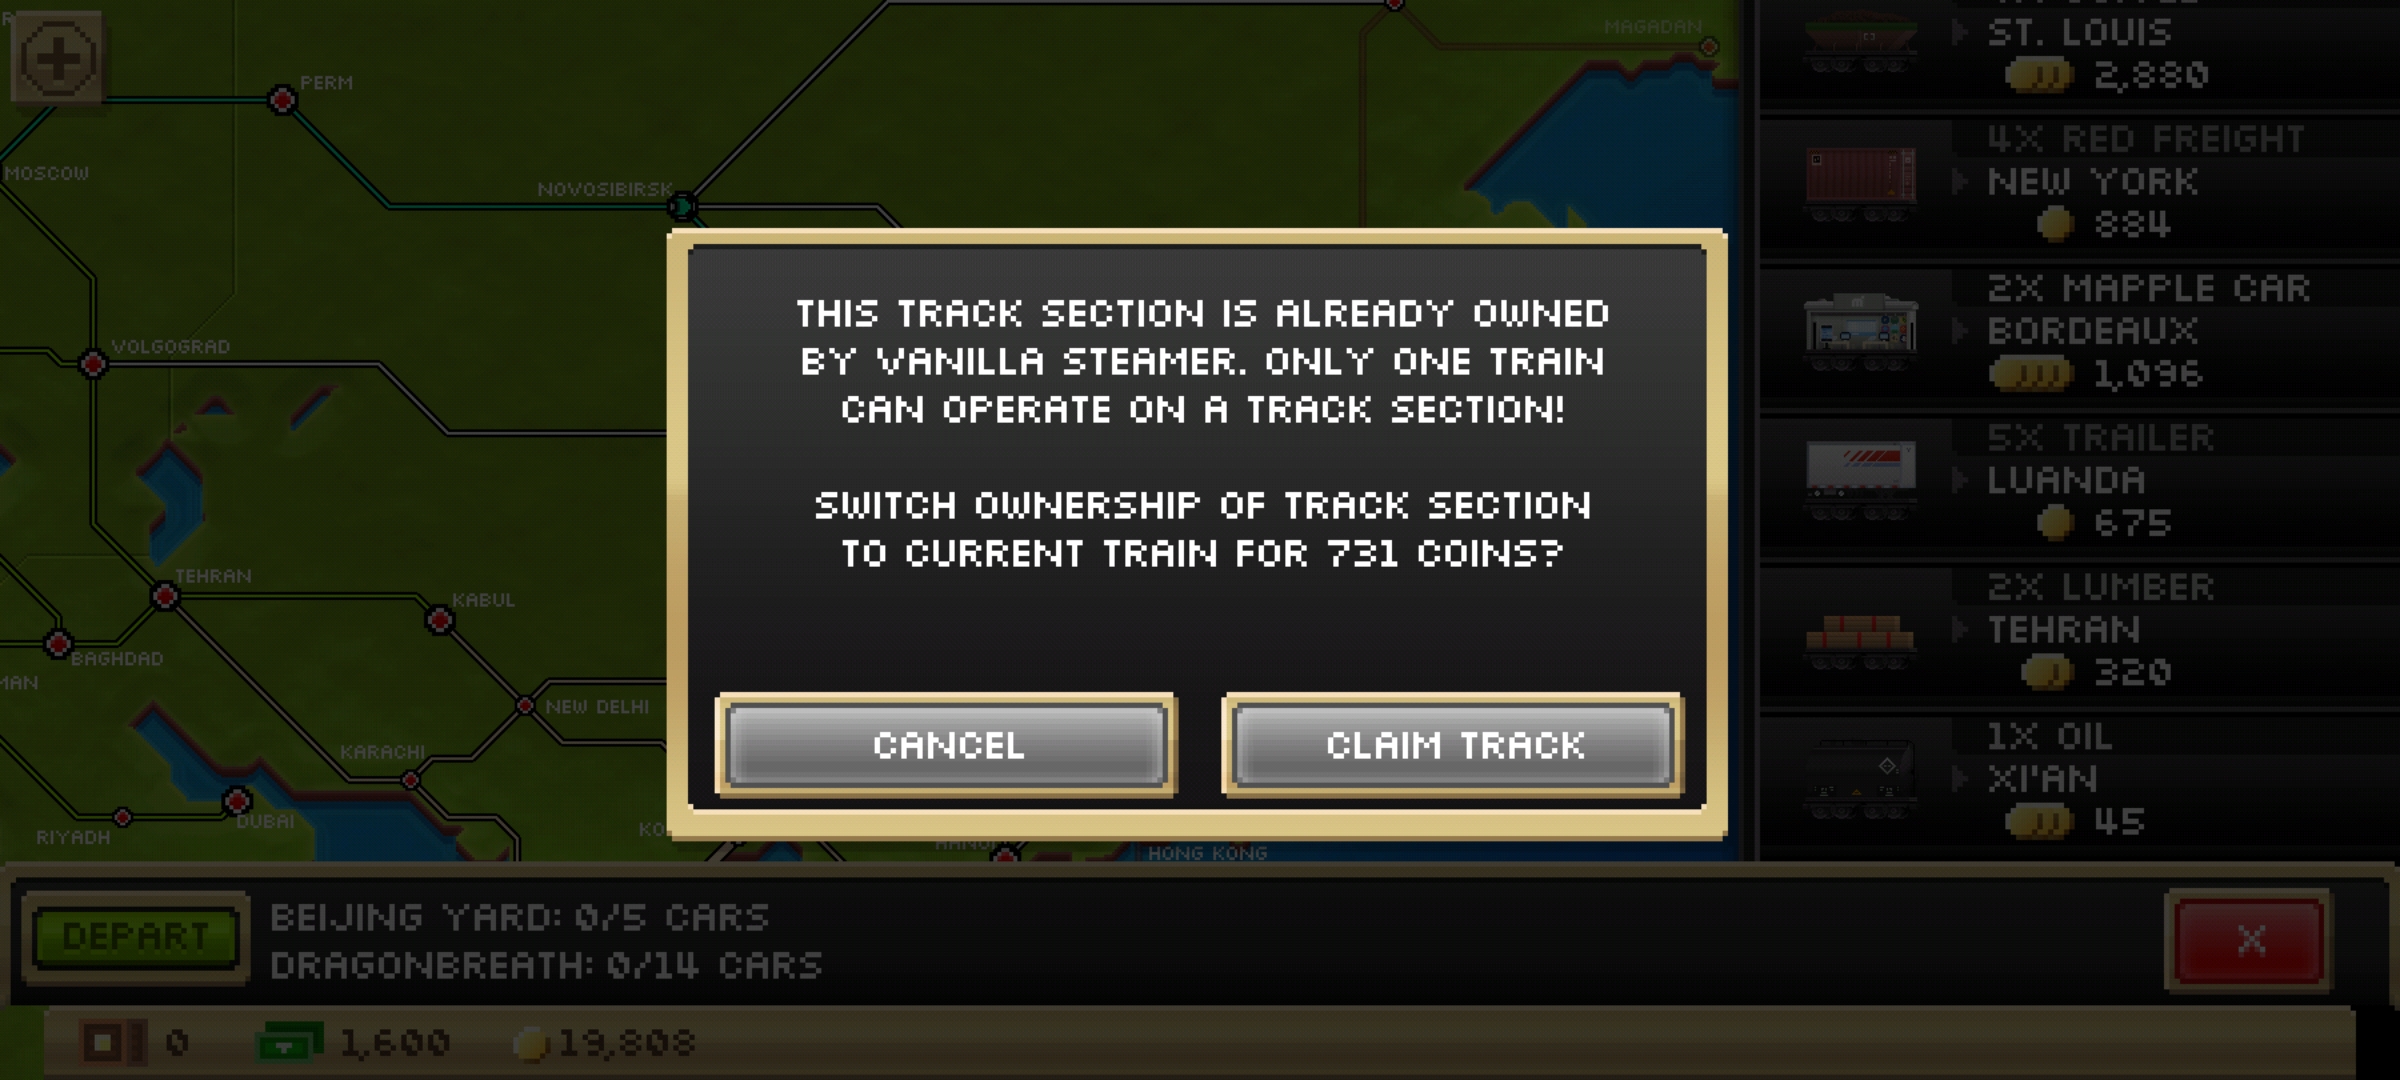 MAGADAN
PERM
MOSCOW
NOVOSIBIRSK
VOLGOGRAD
TEHRAN
KABUL
BAGHDAD
NEW DELHI
KARACHI
DUBAI
RIYADH
HONG KONG
THIS TRACK SECTION IS ALREADY OWNED
BY VANILLA STEAMER. ONLY ONE TRAIN
CAN OPERATE ON A TRACK SECTION!
SWITCH OWNERSHIP OF TRACK SECTION
TO CURRENT TRAIN FOR 731 COINS?
CANCEL
CLAIM TRACK
ST. LOUIS
2,880
4X RED FREIGHT
NEW YORK
884
2X MAPPLE CAR
BORDEAUX
1,096
5X TRAILER
LUANDA
675
2X LUMBER
TEHRAN
320
1X OIL
XI'AN
45
DEPART
BEIJING YARD: 0/5 CARS
DRAGONBREATH: 0/14 CARS
X
0
1,600
19,808